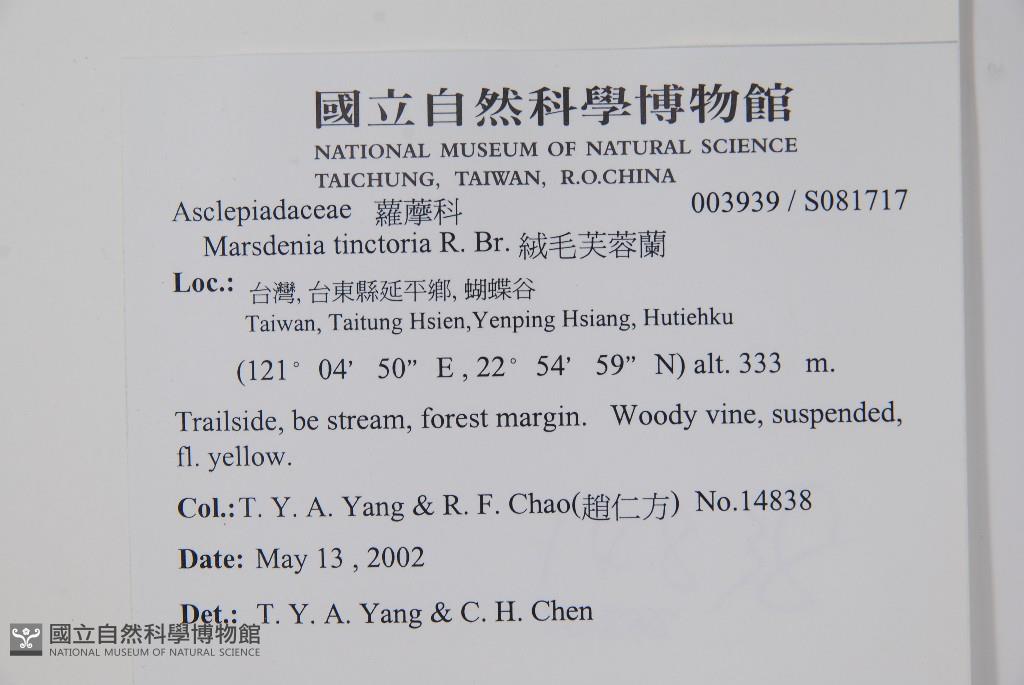 國立自然科學博物館
NATIONAL MUSEUM OF NATURAL SCIENCE
TAICHUNG, TAIWAN, R.O.CHINA
Asclepiadaceae 蘿藦科 003939 / S081717
Marsdenia tinctoria R. Br. 絨毛芙蓉蘭
Loc.: 台灣, 台東縣延平鄉, 蝴蝶谷
Taiwan, Taitung Hsien,Yenping Hsiang, Hutiehku
(121° 04’ 50” E , 22° 54’ 59” N) alt. 333 m.
Trailside, be stream, forest margin. Woody vine, suspended,
fl. yellow.
Col.: T. Y. A. Yang & R. F. Chao(趙仁方) No.14838
Date: May 13 , 2002
Det.: T. Y. A. Yang & C. H. Chen
國立自然科學博物館
NATIONAL MUSEUM OF NATURAL SCIENCE